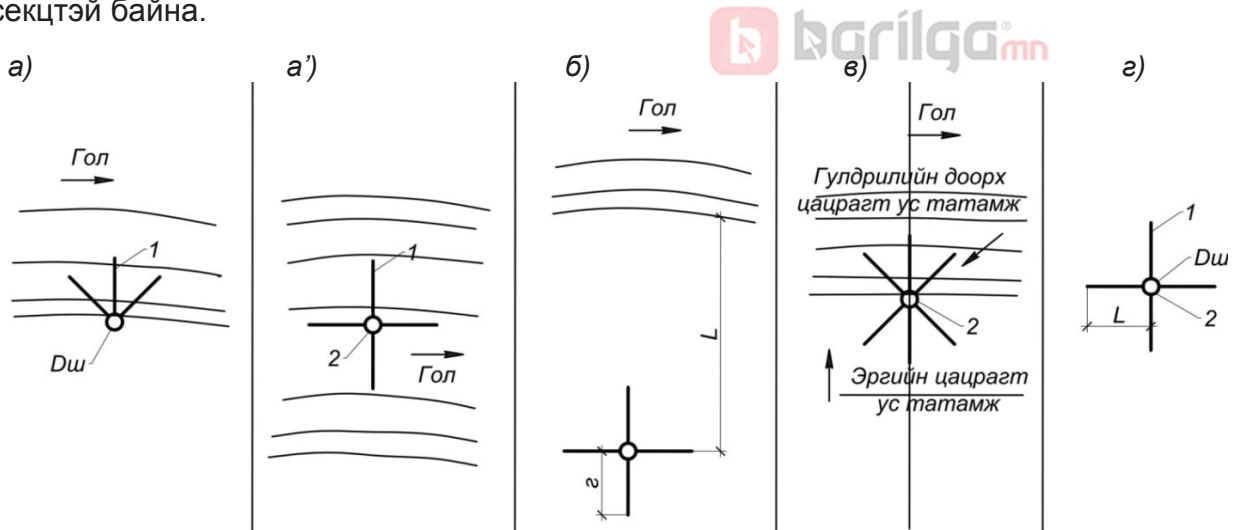 секцтэй байна.
barilga.mn
а)
а’)
б)
в)
г)
Гол
1
Dш
1
2
Гол
Гол
L
г
Гол
Гулдрилийн доорх
цацрагт ус татамж
2
Эргийн цацрагт
ус татамж
1
Dш
2
L